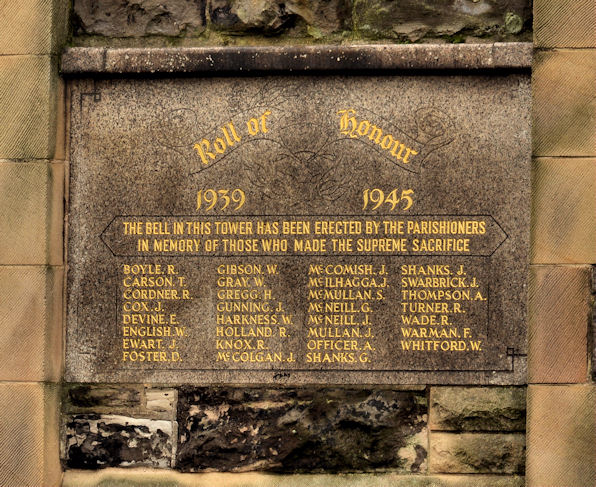 Roll of Honour
1939 1945
THE BELL IN THIS TOWER HAS BEEN ERECTED BY THE PARISHIONERS
IN MEMORY OF THOSE WHO MADE THE SUPREME SACRIFICE
BOYLE. R.
CARSON. T.
CORDNER. R.
COX. J.
DEVINE. E.
ENGLISH. W.
EWART. J.
FOSTER. D.
GIBSON. W.
GRAY. W.
GREGG. H.
GUNNING. J.
HARKNESS. W.
HOLLAND. R.
KNOX. R.
McCOLGAN. J.
McCOMISH. J.
McILHAGGA. J.
McMULLAN. S.
McNEILL. G.
McNEILL. J.
MULLAN. J.
OFFICER. A.
SHANKS. G.
SHANKS. J.
SWARBRICK. J.
THOMPSON. A.
TURNER. R.
WADE. R.
WARMAN. F.
WHITFORD. W.